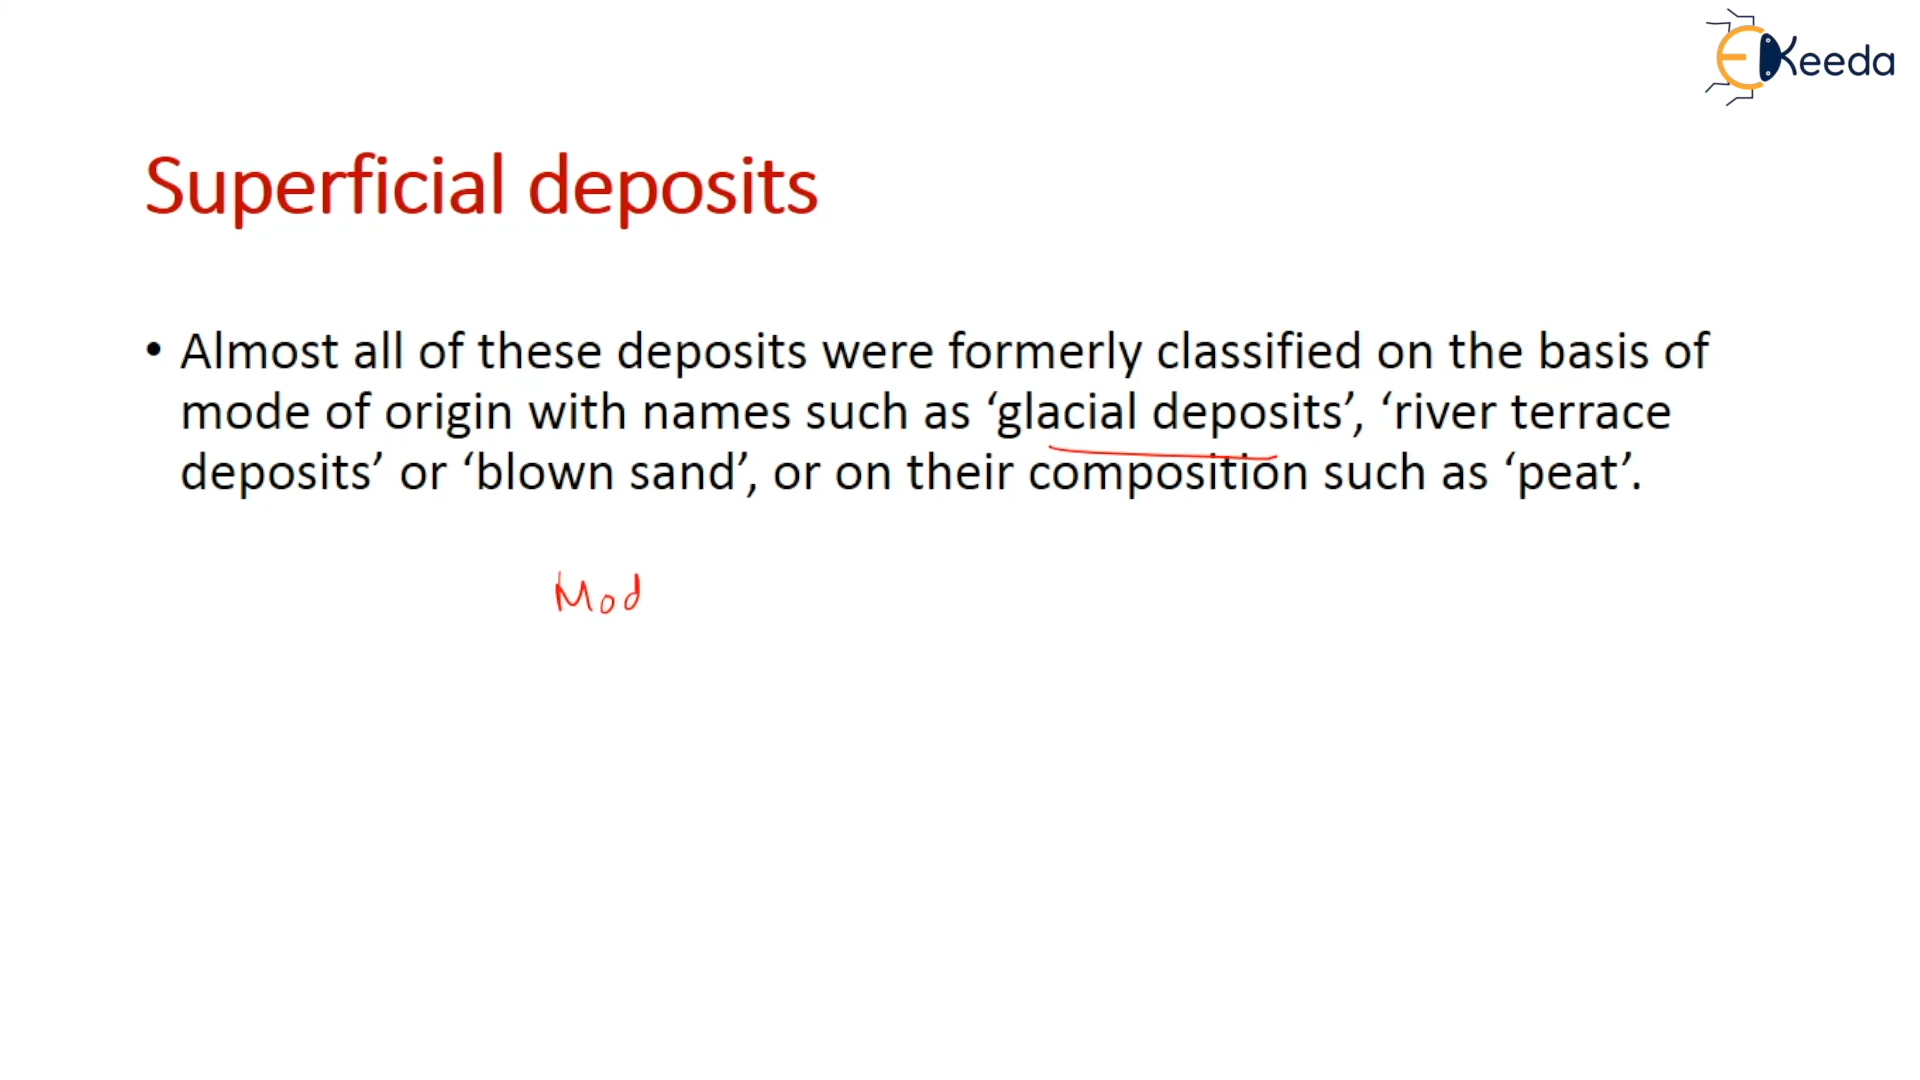 EKeeda
Superficial deposits
• Almost all of these deposits were formerly classified on the basis of
mode of origin with names such as ‘glacial deposits’, ‘river terrace
deposits’ or ‘blown sand’, or on their composition such as ‘peat’.
Mod